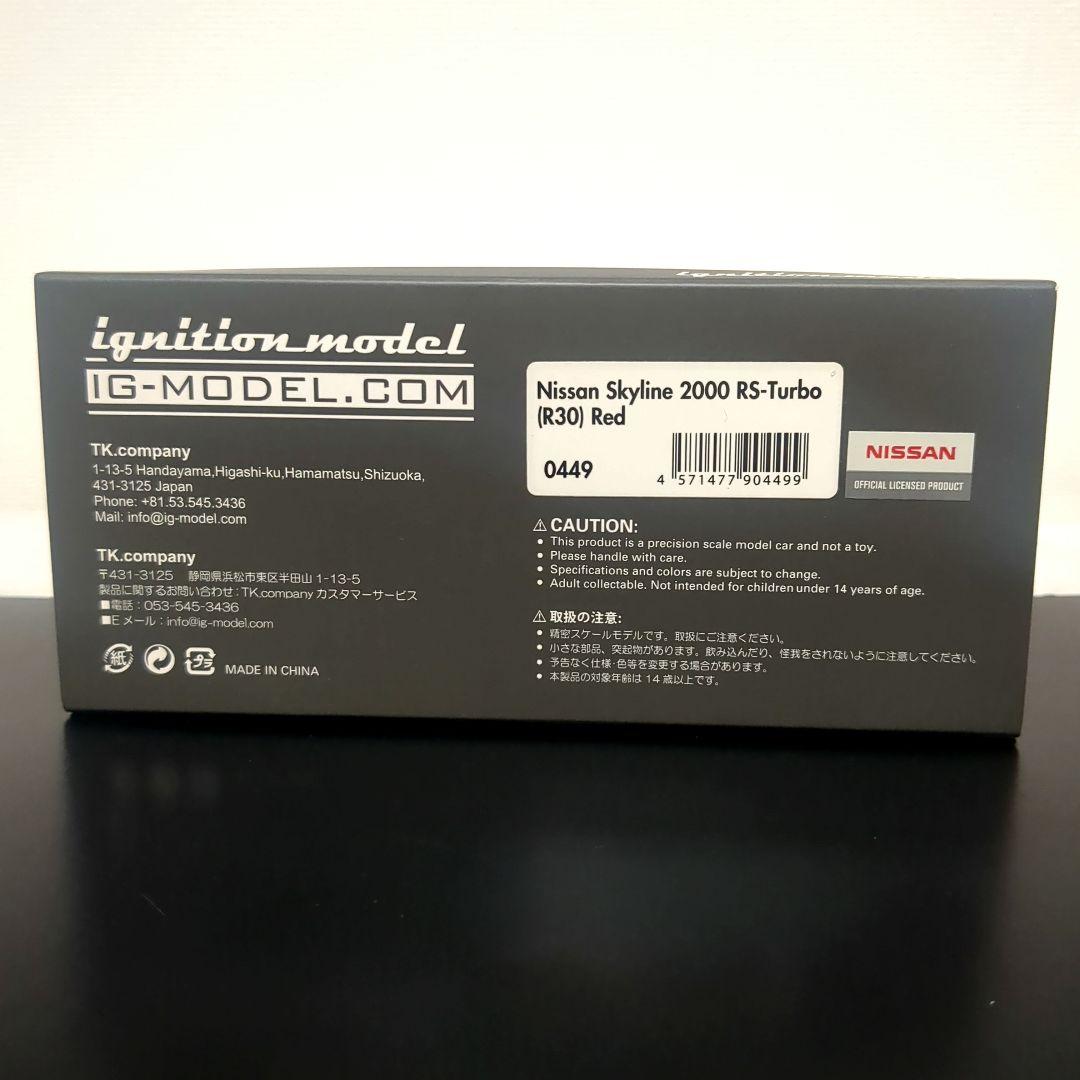 ignition model
ignition model
IG-MODEL.COM
TK.company
1-13-5 Handayama,Higashi-ku,Hamamatsu,Shizuoka,
431-3125 Japan
Phone: +81.53.545.3436
Mail: info@ig-model.com
TK.company
〒431-3125 静岡県浜松市東区半田山 1-13-5
製品に関するお問い合わせ：TK.company カスタマーサービス
■電話：053-545-3436
■Eメール：info@ig-model.com
紙
プラ
MADE IN CHINA
Nissan Skyline 2000 RS-Turbo
(R30) Red
0449
4 571477 904499
NISSAN
OFFICIAL LICENSED PRODUCT
⚠ CAUTION:
• This product is a precision scale model car and not a toy.
• Please handle with care.
• Specifications and colors are subject to change.
• Adult collectable. Not intended for children under 14 years of age.
⚠ 取扱の注意:
• 精密スケールモデルです。取扱にご注意ください。
• 小さな部品、突起物があります。飲み込んだり、怪我をされないように注意してください。
• 予告なく仕様・色等を変更する場合があります。
• 本製品の対象年齢は 14 歳以上です。